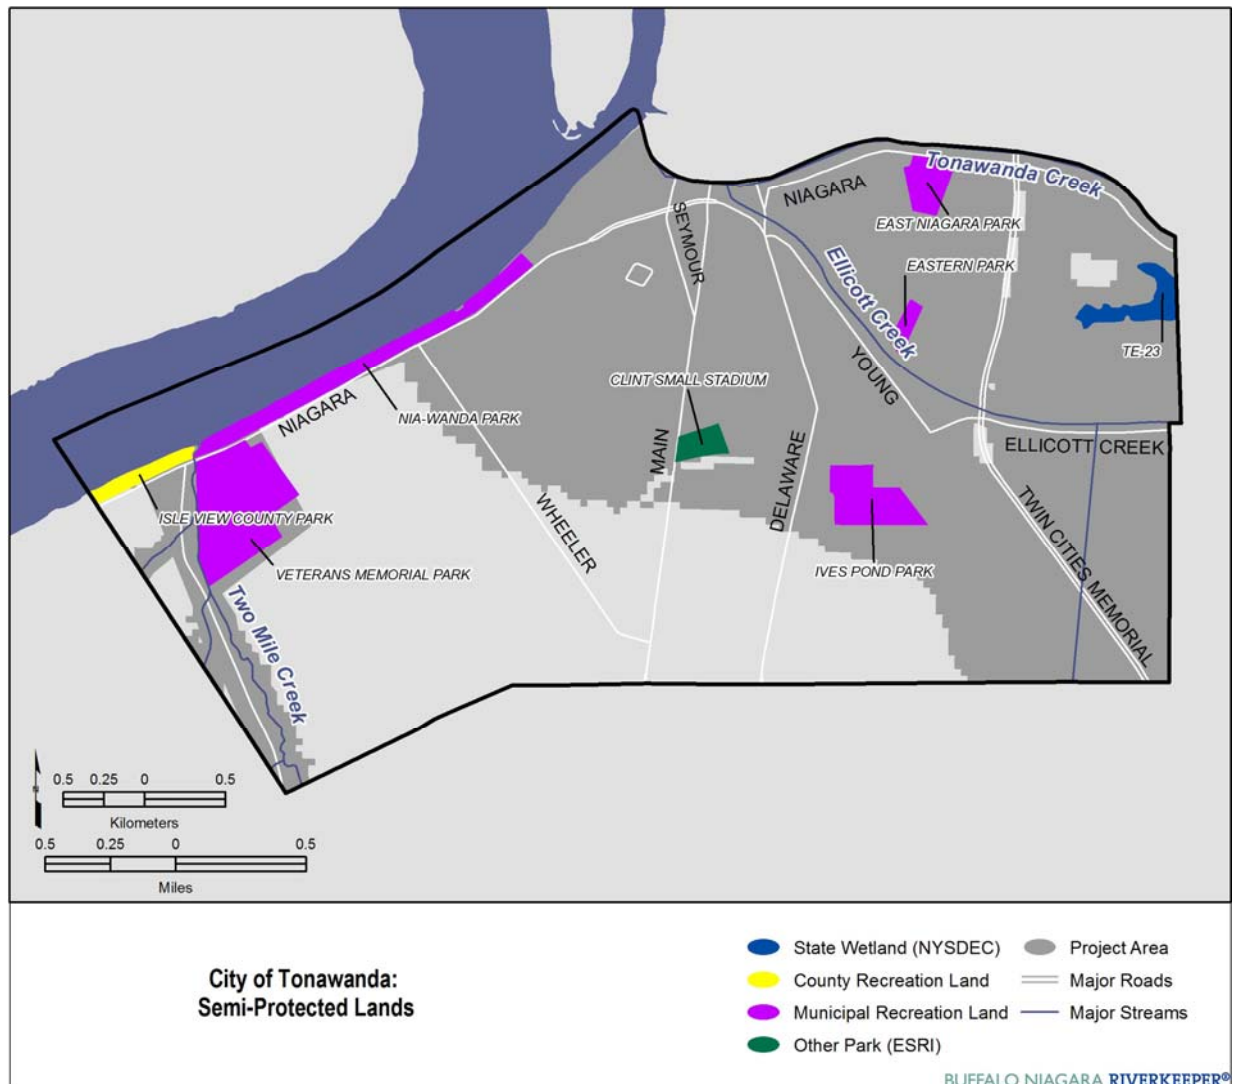 Tonawanda Creek
NIAGARA
SEYMOUR
EAST NIAGARA PARK
EASTERN PARK
Ellicott Creek
TE-23
YOUNG
CLINT SMALL STADIUM
NIAGARA
NIA-WANDA PARK
MAIN
DELAWARE
ELLICOTT CREEK
WHEELER
TWIN CITIES MEMORIAL
ISLE VIEW COUNTY PARK
VETERANS MEMORIAL PARK
IVES POND PARK
Two Mile Creek
N
0.5 0.25 0 0.5
Kilometers
0.5 0.25 0 0.5
Miles
City of Tonawanda:
Semi-Protected Lands
State Wetland (NYSDEC)
County Recreation Land
Municipal Recreation Land
Other Park (ESRI)
Project Area
Major Roads
Major Streams
BUFFALO NIAGARA RIVERKEEPER®